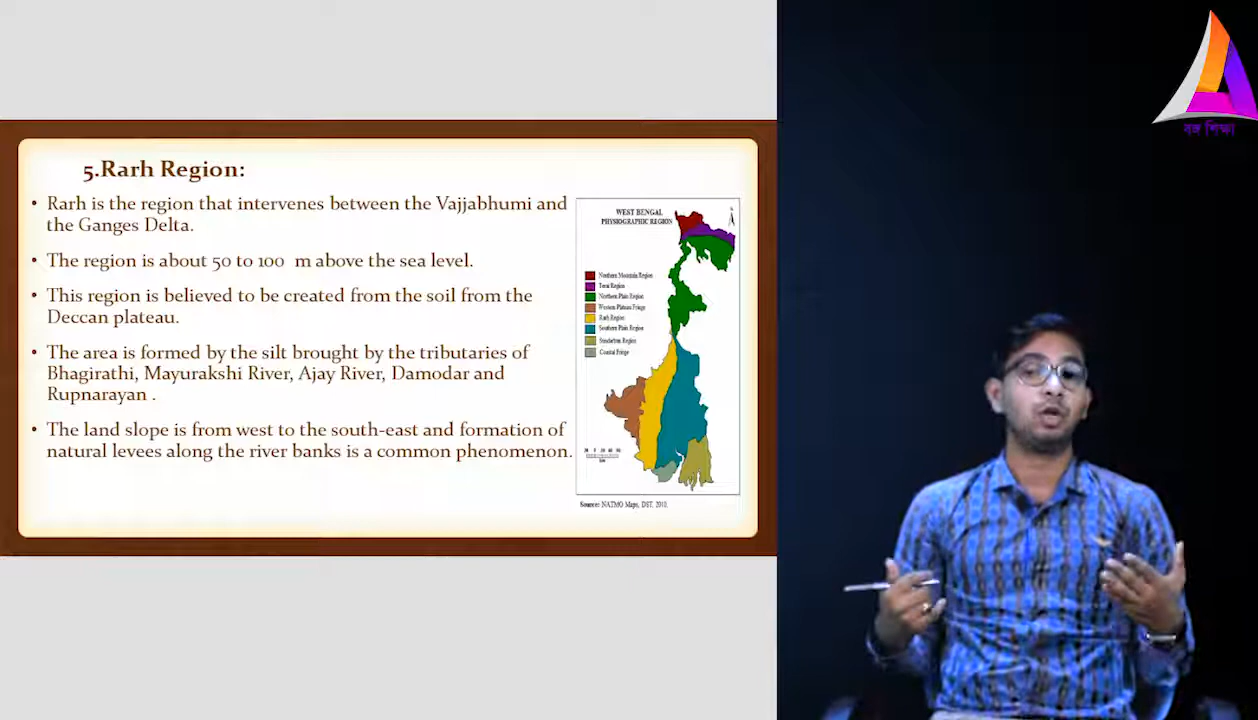 5.Rarh Region:
• Rarh is the region that intervenes between the Vajjabhumi and
the Ganges Delta.
• The region is about 50 to 100 m above the sea level.
• This region is believed to be created from the soil from the
Deccan plateau.
• The area is formed by the silt brought by the tributaries of
Bhagirathi, Mayurakshi River, Ajay River, Damodar and
Rupnarayan .
• The land slope is from west to the south-east and formation of
natural levees along the river banks is a common phenomenon.
WEST BENGAL
PHYSIOGRAPHIC REGION
N
Northern Mountain Region
Terai Region
Northern Plain Region
Western Plateau Fringe
Rarh Region
Southern Plain Region
Sundarban Region
Coastal Fringe
Source: NATMO Maps, DST, 2010.
বঙ্গ শিক্ষা